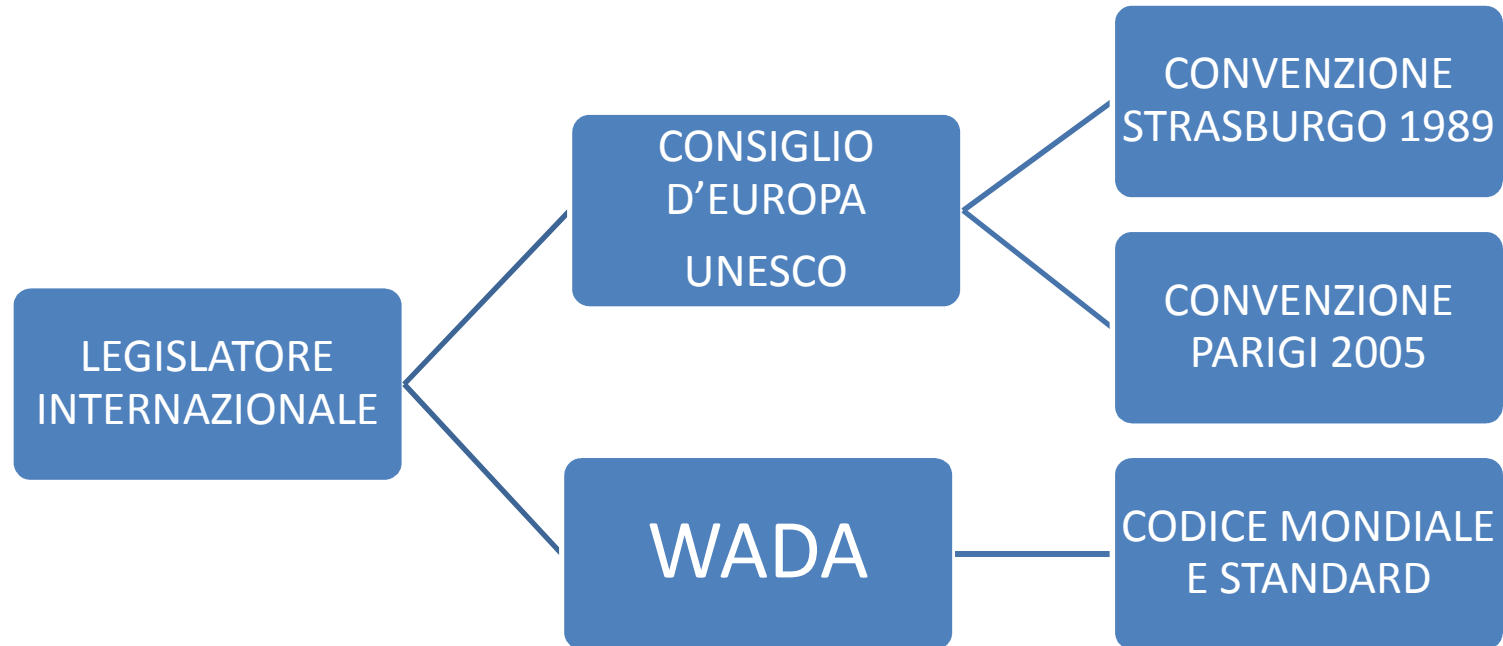 LEGISLATORE
INTERNAZIONALE
CONSIGLIO
D’EUROPA
UNESCO
CONVENZIONE
STRASBURGO 1989
CONVENZIONE
PARIGI 2005
WADA
CODICE MONDIALE
E STANDARD